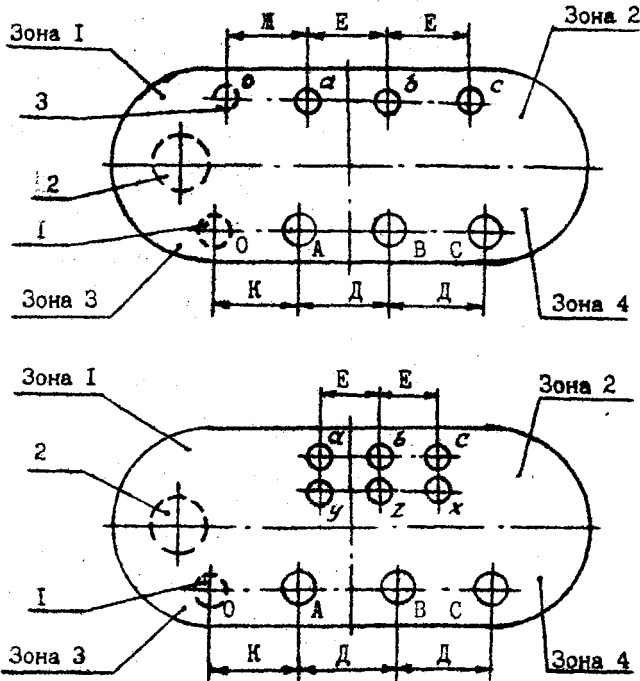 Зона I
Ж Е Е
Зона 2
о а b c
3
2
I
О А В С
Зона 3
К Д Д
Зона 4
Зона I
Е Е
Зона 2
а b c
2
y z x
I
О А В С
Зона 3
К Д Д
Зона 4